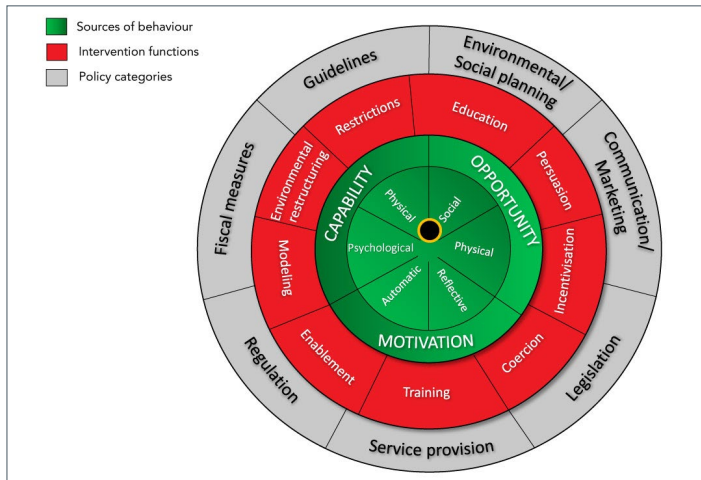 Sources of behaviour
Intervention functions
Policy categories
Guidelines
Environmental/
Social planning
Communication/
Marketing
Legislation
Service provision
Regulation
Fiscal measures
Restrictions
Education
Persuasion
Incentivisation
Coercion
Training
Enablement
Modeling
Environmental
restructuring
CAPABILITY
OPPORTUNITY
MOTIVATION
Physical
Social
Physical
Reflective
Automatic
Psychological